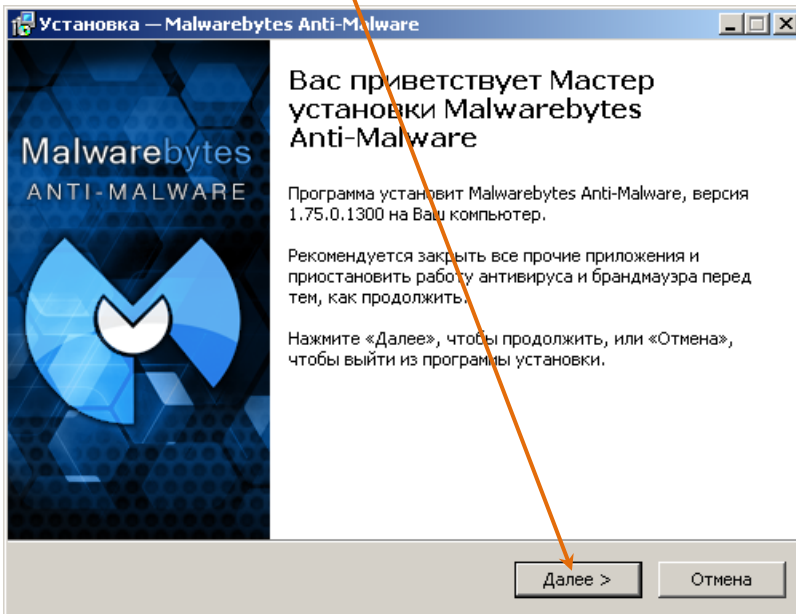 Установка — Malwarebytes Anti-Malware
Malwarebytes
ANTI-MALWARE
Вас приветствует Мастер
установки Malwarebytes
Anti-Malware
Программа установит Malwarebytes Anti-Malware, версия
1.75.0.1300 на Ваш компьютер.
Рекомендуется закрыть все прочие приложения и
приостановить работу антивируса и брандмауэра перед
тем, как продолжить.
Нажмите «Далее», чтобы продолжить, или «Отмена»,
чтобы выйти из программы установки.
Далее >
Отмена